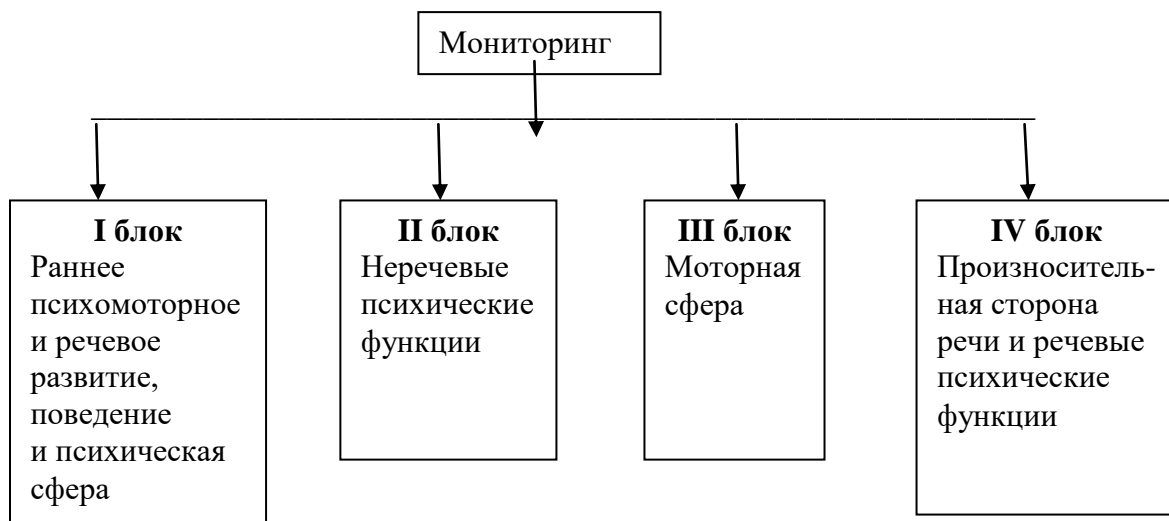 Мониторинг
I блок
Раннее
психомоторное
и речевое
развитие,
поведение
и психическая
сфера
II блок
Неречевые
психические
функции
III блок
Моторная
сфера
IV блок
Произноситель-
ная сторона
речи и речевые
психические
функции